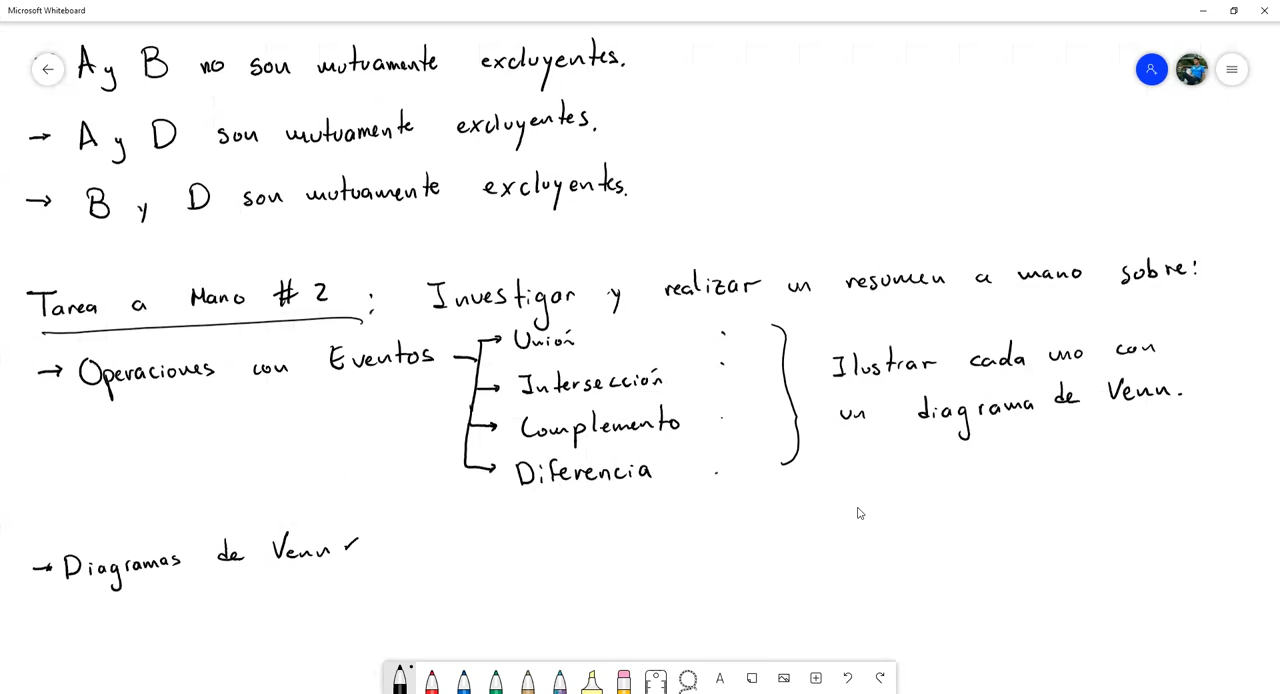 Microsoft Whiteboard
A y B no son mutuamente excluyentes.
→ A y D son mutuamente excluyentes.
→ B y D son mutuamente excluyentes.
Tarea a Mano # 2 : Investigar y realizar un resumen a mano sobre:
→ Operaciones con Eventos
→ Unión
→ Intersección
→ Complemento
→ Diferencia
Ilustrar cada uno con
un diagrama de Venn.
→ Diagramas de Venn ✓
A